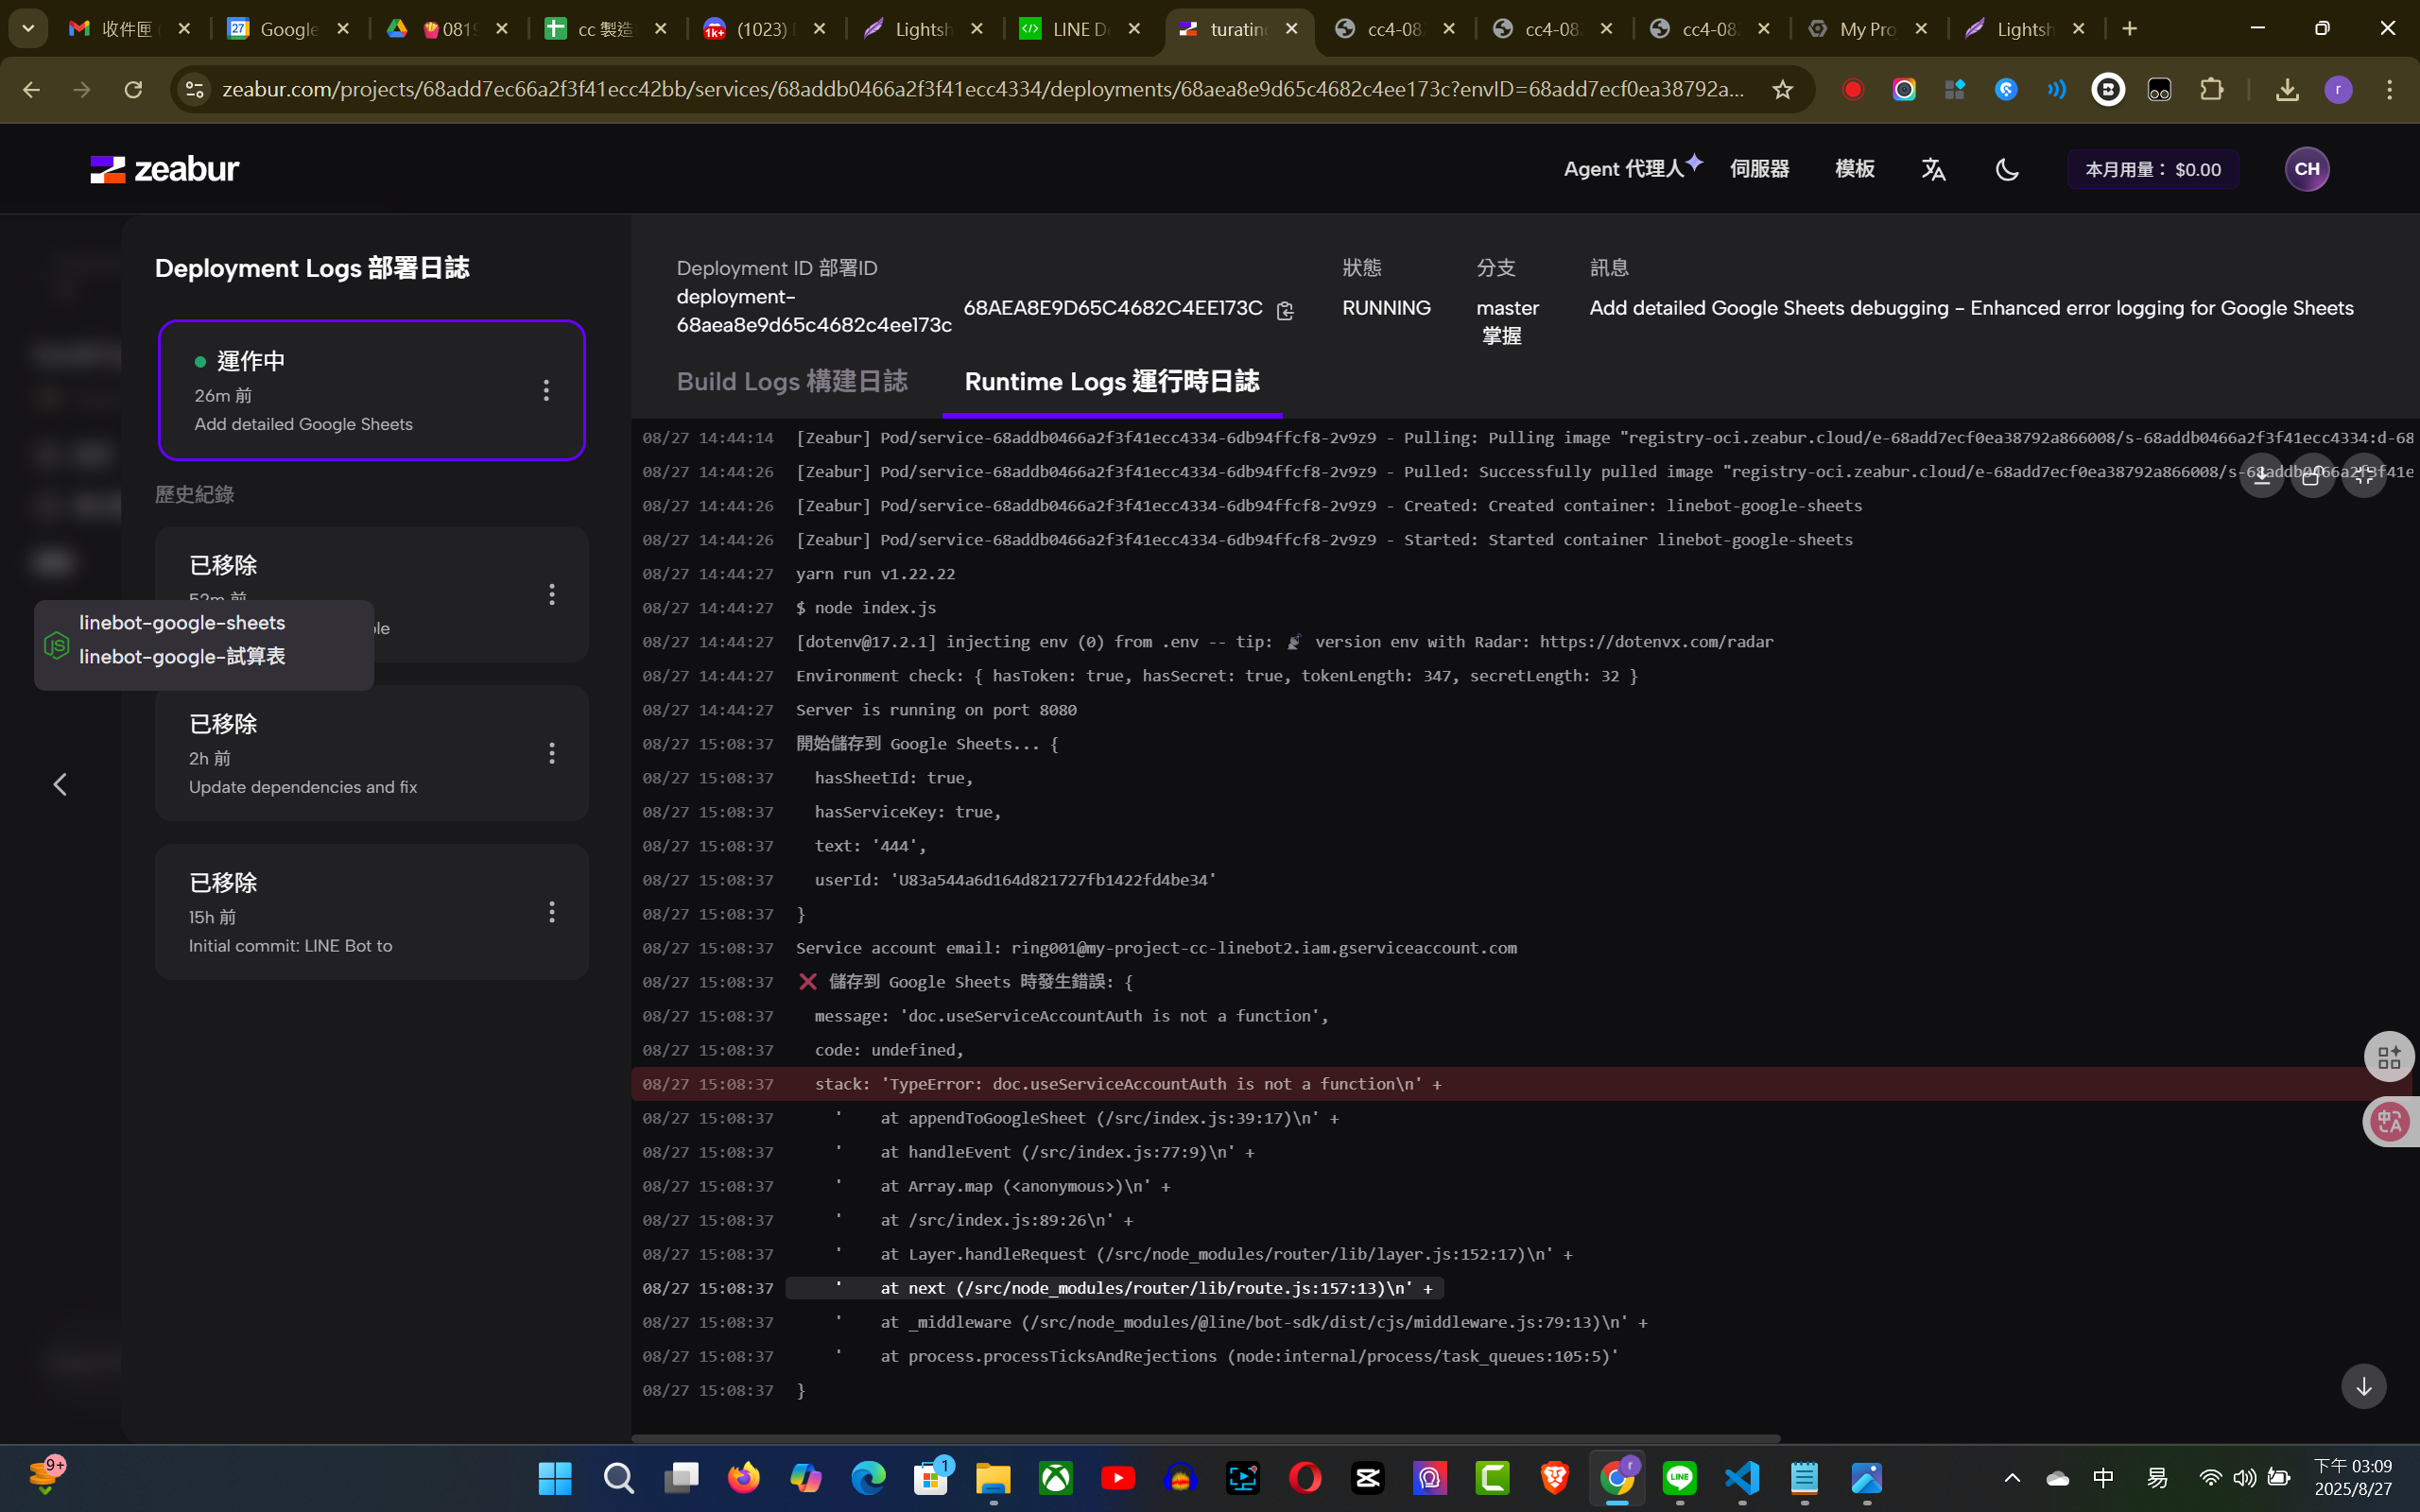 收件匣
Google
0819
cc 製造
(1023)
Lightsh
LINE De
turating
cc4-082
cc4-082
cc4-082
My Pro
Lightsh
zeabur.com/projects/68add7ec66a2f3f41ecc42bb/services/68addb0466a2f3f41ecc4334/deployments/68aea8e9d65c4682c4ee173c?envID=68add7ecf0ea38792a...
r
zeabur
Agent 代理人
伺服器
模板
本月用量： $0.00
CH
Deployment Logs 部署日誌
運作中
26m 前
Add detailed Google Sheets
歷史紀錄
已移除
52m 前
ble
linebot-google-sheets
linebot-google-試算表
已移除
2h 前
Update dependencies and fix
已移除
15h 前
Initial commit: LINE Bot to
Deployment ID 部署ID
deployment-
68aea8e9d65c4682c4ee173c
68AEA8E9D65C4682C4EE173C
狀態
RUNNING
分支
master
掌握
訊息
Add detailed Google Sheets debugging - Enhanced error logging for Google Sheets
Build Logs 構建日誌
Runtime Logs 運行時日誌
08/27 14:44:14 [Zeabur] Pod/service-68addb0466a2f3f41ecc4334-6db94ffcf8-2v9z9 - Pulling: Pulling image "registry-oci.zeabur.cloud/e-68add7ecf0ea38792a866008/s-68addb0466a2f3f41ecc4334:d-68
08/27 14:44:26 [Zeabur] Pod/service-68addb0466a2f3f41ecc4334-6db94ffcf8-2v9z9 - Pulled: Successfully pulled image "registry-oci.zeabur.cloud/e-68add7ecf0ea38792a866008/s-68addb0466a2f3f41e
08/27 14:44:26 [Zeabur] Pod/service-68addb0466a2f3f41ecc4334-6db94ffcf8-2v9z9 - Created: Created container: linebot-google-sheets
08/27 14:44:26 [Zeabur] Pod/service-68addb0466a2f3f41ecc4334-6db94ffcf8-2v9z9 - Started: Started container linebot-google-sheets
08/27 14:44:27 yarn run v1.22.22
08/27 14:44:27 $ node index.js
08/27 14:44:27 [dotenv@17.2.1] injecting env (0) from .env -- tip: 📡 version env with Radar: https://dotenvx.com/radar
08/27 14:44:27 Environment check: { hasToken: true, hasSecret: true, tokenLength: 347, secretLength: 32 }
08/27 14:44:27 Server is running on port 8080
08/27 15:08:37 開始儲存到 Google Sheets... {
08/27 15:08:37 hasSheetId: true,
08/27 15:08:37 hasServiceKey: true,
08/27 15:08:37 text: '444',
08/27 15:08:37 userId: 'U83a544a6d164d821727fb1422fd4be34'
08/27 15:08:37 }
08/27 15:08:37 Service account email: ring001@my-project-cc-linebot2.iam.gserviceaccount.com
08/27 15:08:37 ❌ 儲存到 Google Sheets 時發生錯誤: {
08/27 15:08:37 message: 'doc.useServiceAccountAuth is not a function',
08/27 15:08:37 code: undefined,
08/27 15:08:37 stack: 'TypeError: doc.useServiceAccountAuth is not a function\n' +
08/27 15:08:37 ' at appendToGoogleSheet (/src/index.js:39:17)\n' +
08/27 15:08:37 ' at handleEvent (/src/index.js:77:9)\n' +
08/27 15:08:37 ' at Array.map (<anonymous>)\n' +
08/27 15:08:37 ' at /src/index.js:89:26\n' +
08/27 15:08:37 ' at Layer.handleRequest (/src/node_modules/router/lib/layer.js:152:17)\n' +
08/27 15:08:37 ' at next (/src/node_modules/router/lib/route.js:157:13)\n' +
08/27 15:08:37 ' at _middleware (/src/node_modules/@line/bot-sdk/dist/cjs/middleware.js:79:13)\n' +
08/27 15:08:37 ' at process.processTicksAndRejections (node:internal/process/task_queues:105:5)'
08/27 15:08:37 }
9+
1
中
易
下午 03:09
2025/8/27